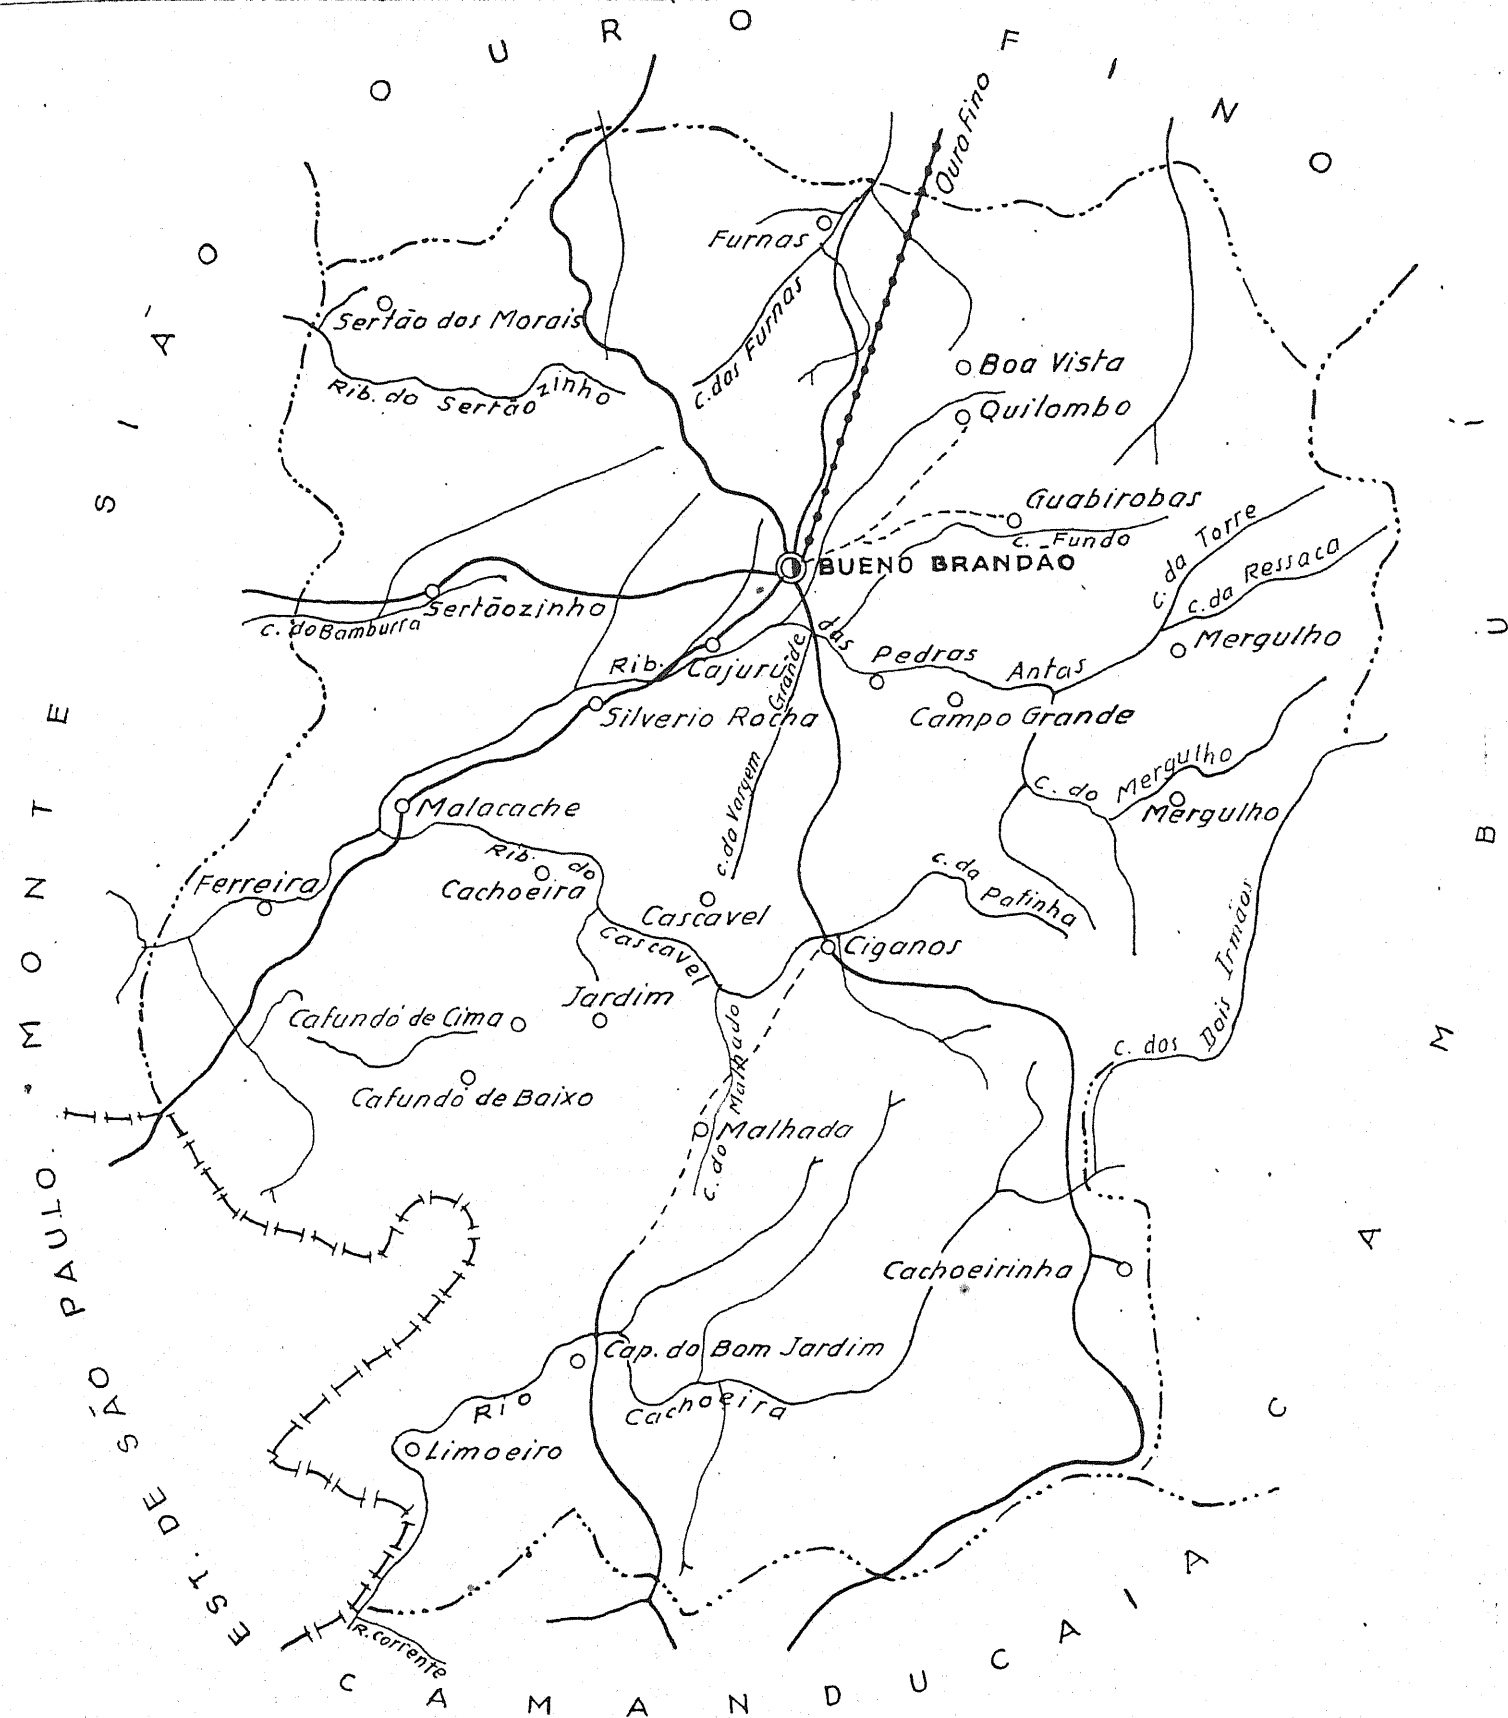 OURO FINO
Ouro Fino
Furnas
Sertão dos Morais
C. das Furnas
Boa Vista
Rib. do Sertãozinho
Quilombo
Guabirobas
C. Fundo
C. da Torre
BUENO BRANDÃO
C. da Ressaca
Sertãozinho
C. do Bamburra
das
Mergulho
Rib.
Cajurú
Grande
Pedras
Antas
Silverio Rocha
Campo Grande
C. da Vargem
C. do Mergulho
Mergulho
Malacache
Rib. do
Cachoeira
C. da Patinha
Ferreira
Cascavel
Cascavel
Ciganos
C. dos Dois Irmãos
Jardim
Cafundó de Cima
C. do Malhado
Cafundó de Baixo
Malhada
Cachoeirinha
Cap. do Bom Jardim
Rio
Cachoeira
Limoeiro
R. Corrente
MONTE SIÃO
EST. DE SÃO PAULO
CAMANDUCAIA
CAMBUÍ